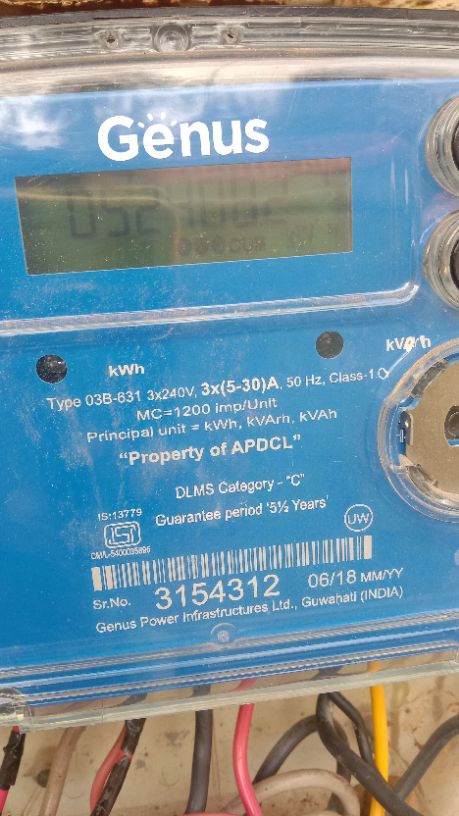 Genus
kWh
kVArh
Type 03B-631 3x240V, 3x(5-30)A, 50 Hz, Class-1.0
MC=1200 imp/Unit
Principal unit = kWh, kVArh, kVAh
“Property of APDCL”
DLMS Category - "C"
IS:13779
Guarantee period '5½ Years'
UW
Sr.No. 3154312 06/18 MM/YY
Genus Power Infrastructures Ltd., Guwahati (INDIA)